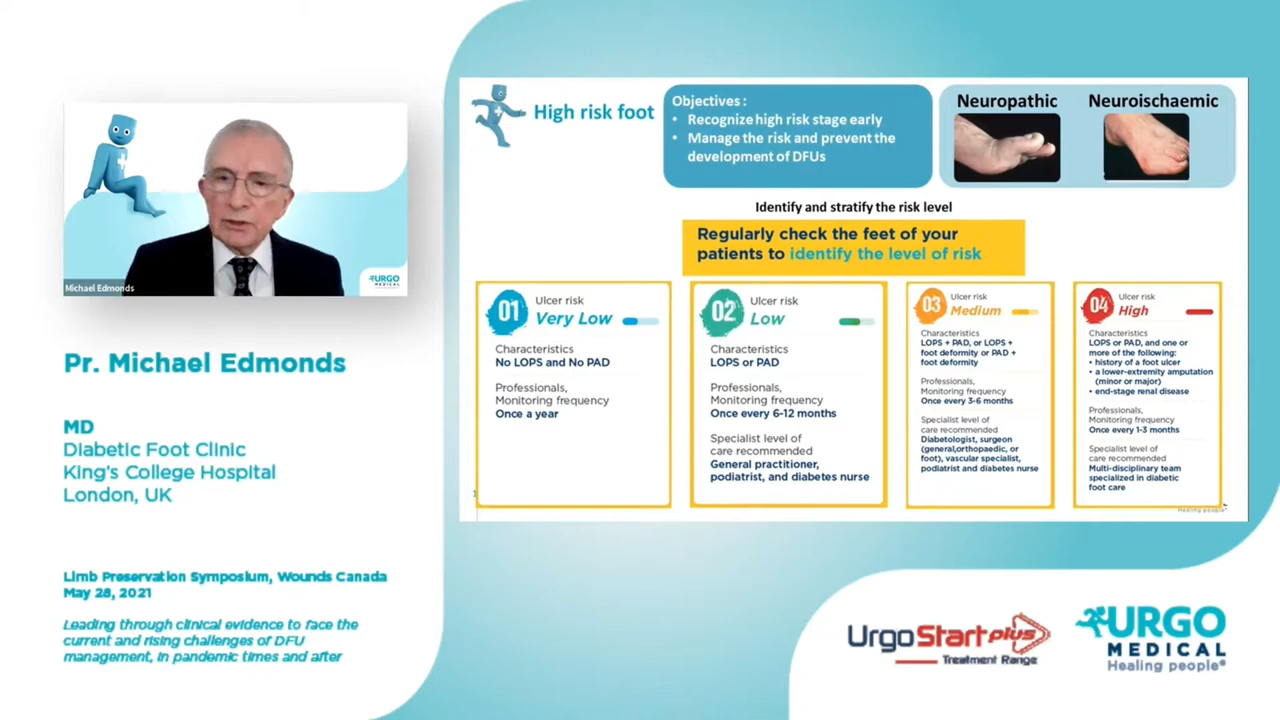 URGO
MEDICAL
Michael Edmonds
Pr. Michael Edmonds
MD
Diabetic Foot Clinic
King's College Hospital
London, UK
Limb Preservation Symposium, Wounds Canada
May 28, 2021
Leading through clinical evidence to face the
current and rising challenges of DFU
management, in pandemic times and after
High risk foot
Objectives :
• Recognize high risk stage early
• Manage the risk and prevent the
development of DFUs
Neuropathic
Neuroischaemic
Identify and stratify the risk level
Regularly check the feet of your
patients to identify the level of risk
01
Ulcer risk
Very Low
Characteristics
No LOPS and No PAD
Professionals,
Monitoring frequency
Once a year
02
Ulcer risk
Low
Characteristics
LOPS or PAD
Professionals,
Monitoring frequency
Once every 6-12 months
Specialist level of
care recommended
General practitioner,
podiatrist, and diabetes nurse
03
Ulcer risk
Medium
Characteristics
LOPS + PAD, or LOPS +
foot deformity or PAD +
foot deformity
Professionals,
Monitoring frequency
Once every 3-6 months
Specialist level of
care recommended
Diabetologist, surgeon
(general,orthopaedic, or
foot), vascular specialist,
podiatrist and diabetes nurse
04
Ulcer risk
High
Characteristics
LOPS or PAD, and one or
more of the following:
• history of a foot ulcer
• a lower-extremity amputation
(minor or major)
• end-stage renal disease
Professionals,
Monitoring frequency
Once every 1-3 months
Specialist level of
care recommended
Multi-disciplinary team
specialized in diabetic
foot care
Healing people®
UrgoStart plus
Treatment Range
URGO
MEDICAL
Healing people®